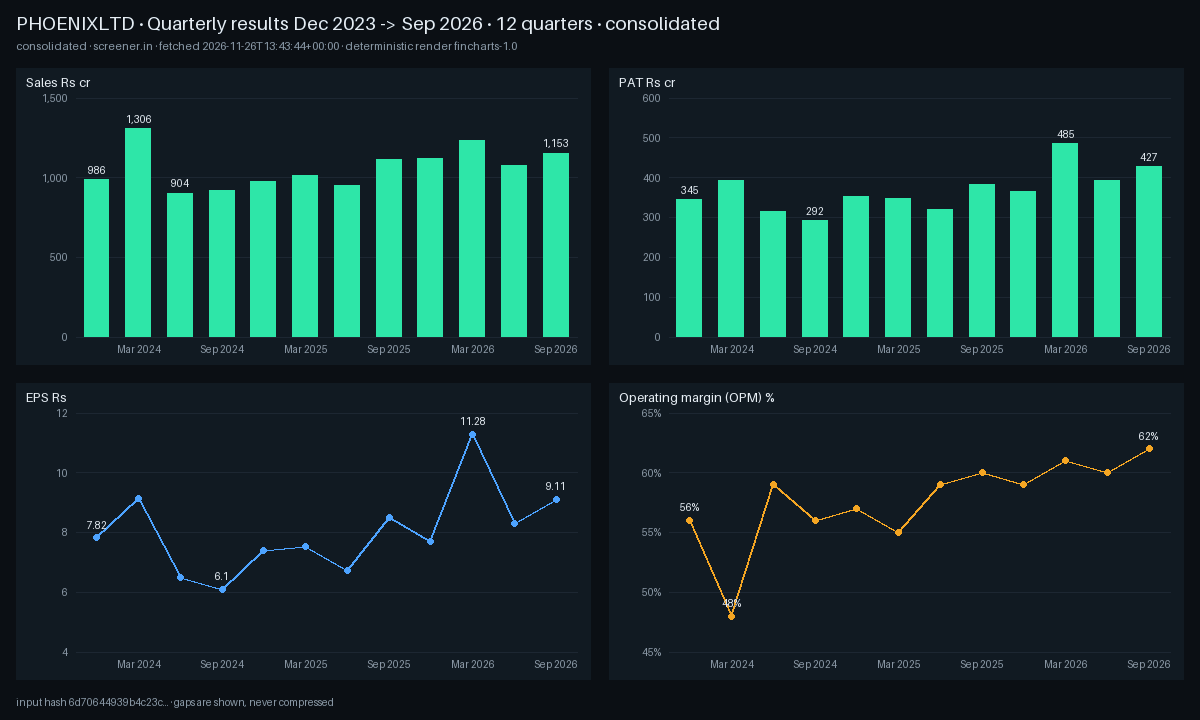 PHOENIXLTD · Quarterly results Dec 2023 -> Sep 2026 · 12 quarters · consolidated
consolidated · screener.in · fetched 2026-11-26T13:43:44+00:00 · deterministic render fincharts-1.0
Sales Rs cr
1,500
1,000
500
0
986
1,306
904
1,153
Mar 2024
Sep 2024
Mar 2025
Sep 2025
Mar 2026
Sep 2026
PAT Rs cr
600
500
400
300
200
100
0
345
292
485
427
Mar 2024
Sep 2024
Mar 2025
Sep 2025
Mar 2026
Sep 2026
EPS Rs
12
10
8
6
4
7.82
6.1
11.28
9.11
Mar 2024
Sep 2024
Mar 2025
Sep 2025
Mar 2026
Sep 2026
Operating margin (OPM) %
65%
60%
55%
50%
45%
56%
48%
62%
Mar 2024
Sep 2024
Mar 2025
Sep 2025
Mar 2026
Sep 2026
input hash 6d70644939b4c23c… · gaps are shown, never compressed